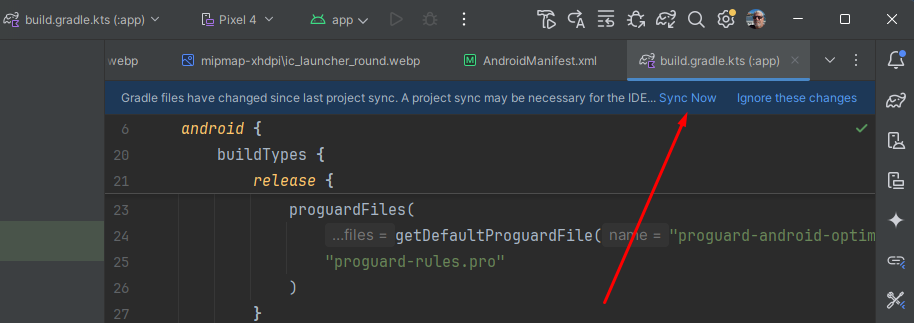 build.gradle.kts (:app)
Pixel 4
app
webp
mipmap-xhdpi\ic_launcher_round.webp
AndroidManifest.xml
build.gradle.kts (:app)
Gradle files have changed since last project sync. A project sync may be necessary for the IDE... Sync Now Ignore these changes
6 android {
20 buildTypes {
21 release {
23 proguardFiles(
24 ...files = getDefaultProguardFile( name = "proguard-android-optim
25 "proguard-rules.pro"
26 )
27 }